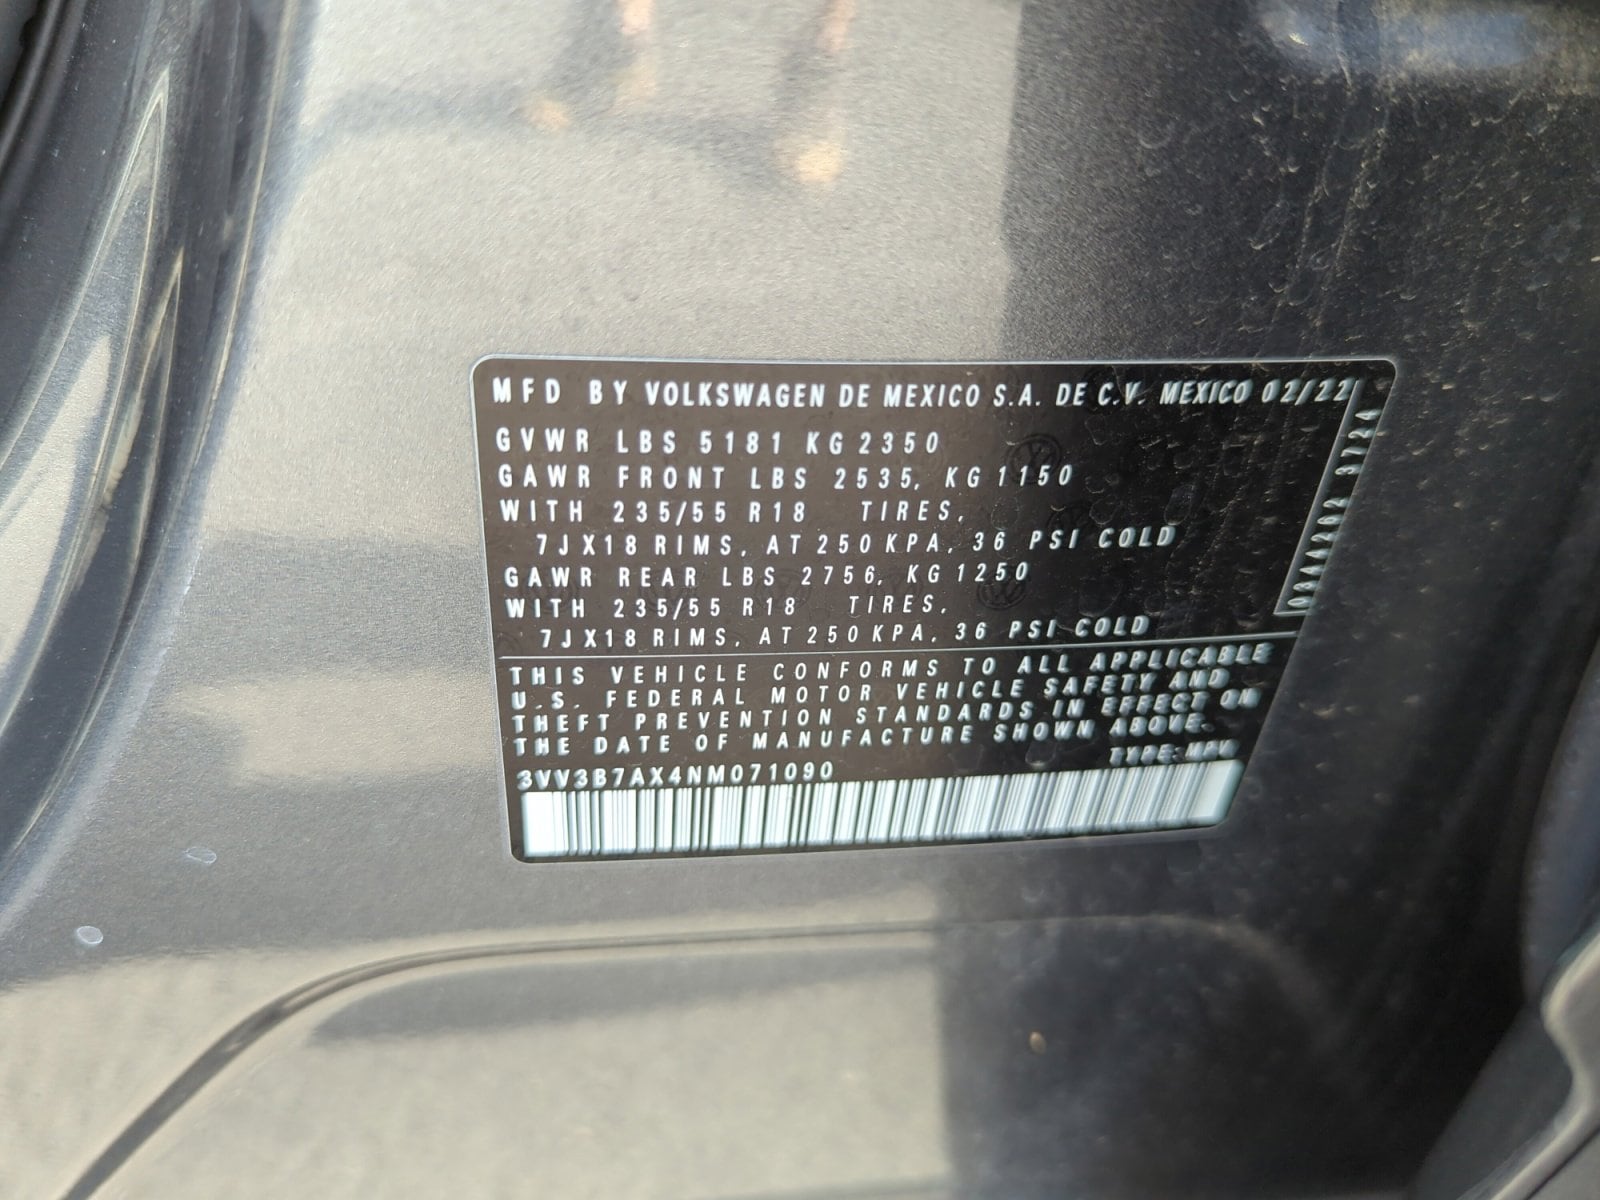 MFD BY VOLKSWAGEN DE MEXICO S.A. DE C.V. MEXICO 02/22
GVWR LBS 5181 KG 2350
GAWR FRONT LBS 2535, KG 1150
WITH 235/55 R18 TIRES,
7JX18 RIMS, AT 250 KPA, 36 PSI COLD
GAWR REAR LBS 2756, KG 1250
WITH 235/55 R18 TIRES,
7JX18 RIMS, AT 250 KPA, 36 PSI COLD
THIS VEHICLE CONFORMS TO ALL APPLICABLE
U.S. FEDERAL MOTOR VEHICLE SAFETY AND
THEFT PREVENTION STANDARDS IN EFFECT ON
THE DATE OF MANUFACTURE SHOWN ABOVE.
TYPE: MPV
3VV3B7AX4NM071090